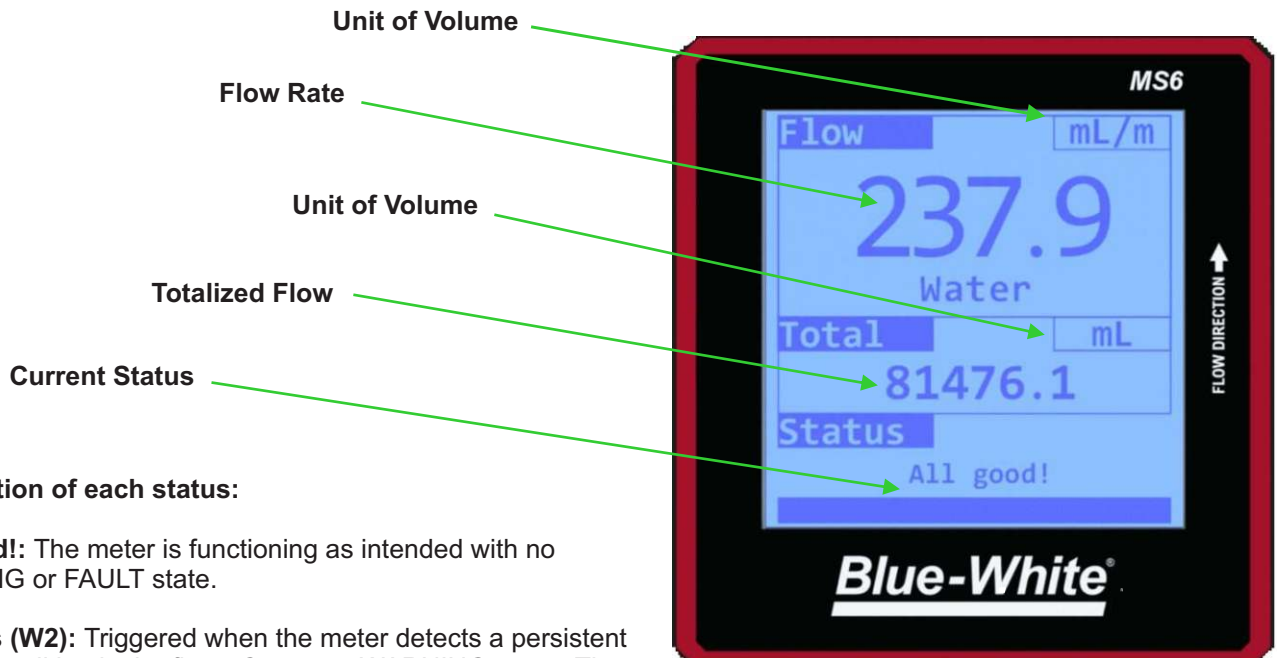 Unit of Volume
Flow Rate
Unit of Volume
Totalized Flow
Current Status
MS6
Flow mL/m
237.9
Water
Total mL
81476.1
Status
All good!
FLOW DIRECTION
Blue-White®
of each status:
The meter is functioning as intended with no
or FAULT state.
(W2): Triggered when the meter detects a persistent